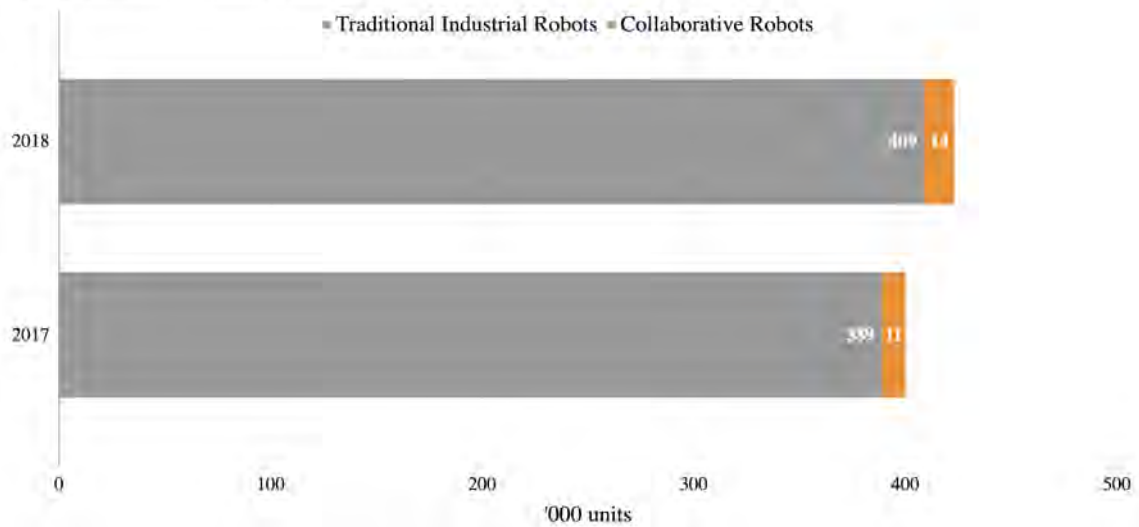 Traditional Industrial Robots Collaborative Robots
2018
409 14
2017
389 11
0 100 200 300 400 500
'000 units